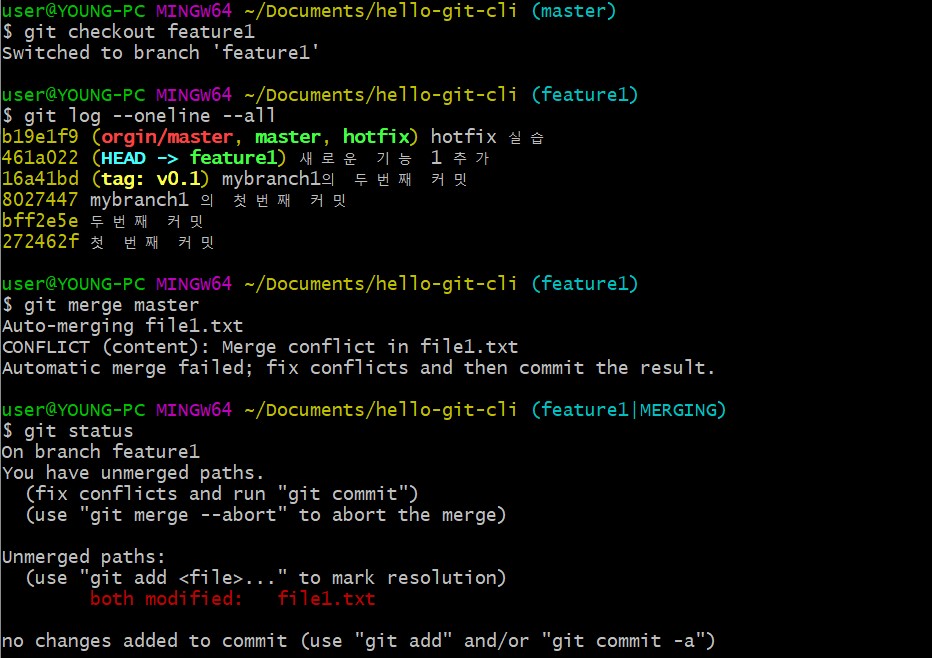 user@YOUNG-PC MINGW64 ~/Documents/hello-git-cli (master)
$ git checkout feature1
Switched to branch 'feature1'
user@YOUNG-PC MINGW64 ~/Documents/hello-git-cli (feature1)
$ git log --oneline --all
b19e1f9 (orgin/master, master, hotfix) hotfix 실습
461a022 (HEAD -> feature1) 새로운 기능 1 추가
16a41bd (tag: v0.1) mybranch1의 두번째 커밋
8027447 mybranch1 의 첫번째 커밋
bff2e5e 두번째 커밋
272462f 첫 번째 커밋
user@YOUNG-PC MINGW64 ~/Documents/hello-git-cli (feature1)
$ git merge master
Auto-merging file1.txt
CONFLICT (content): Merge conflict in file1.txt
Automatic merge failed; fix conflicts and then commit the result.
user@YOUNG-PC MINGW64 ~/Documents/hello-git-cli (feature1|MERGING)
$ git status
On branch feature1
You have unmerged paths.
  (fix conflicts and run "git commit")
  (use "git merge --abort" to abort the merge)
Unmerged paths:
  (use "git add <file>..." to mark resolution)
        both modified:   file1.txt
no changes added to commit (use "git add" and/or "git commit -a")